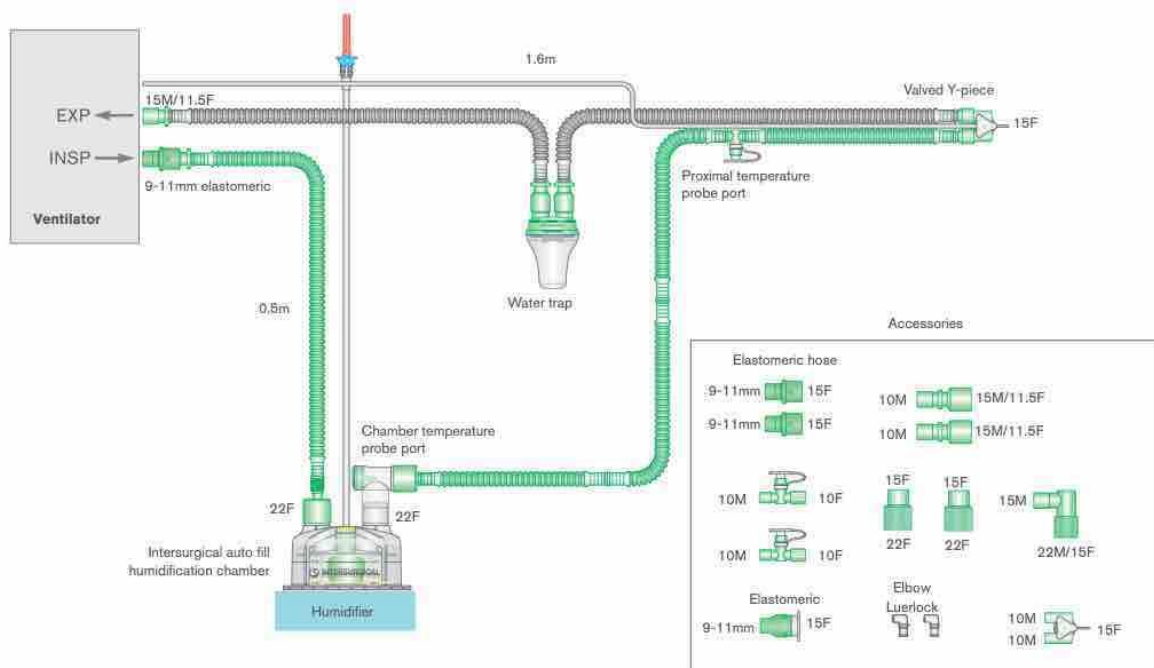 1.6m
Valved Y-piece
15M/11.5F
EXP
15F
INSP
9-11mm elastomeric
Proximal temperature
probe port
Ventilator
Water trap
0.5m
Accessories
Elastomeric hose
9-11mm 15F
10M 15M/11.5F
9-11mm 15F
10M 15M/11.5F
Chamber temperature
probe port
15F 15F
10M 10F
15M
22F 22F
22F 22F
10M 10F
22M/15F
Intersurgical auto fill
humidification chamber
INTERSURGICAL
Humidifier
Elastomeric
9-11mm 15F
Elbow
Luerlock
10M
10M
15F